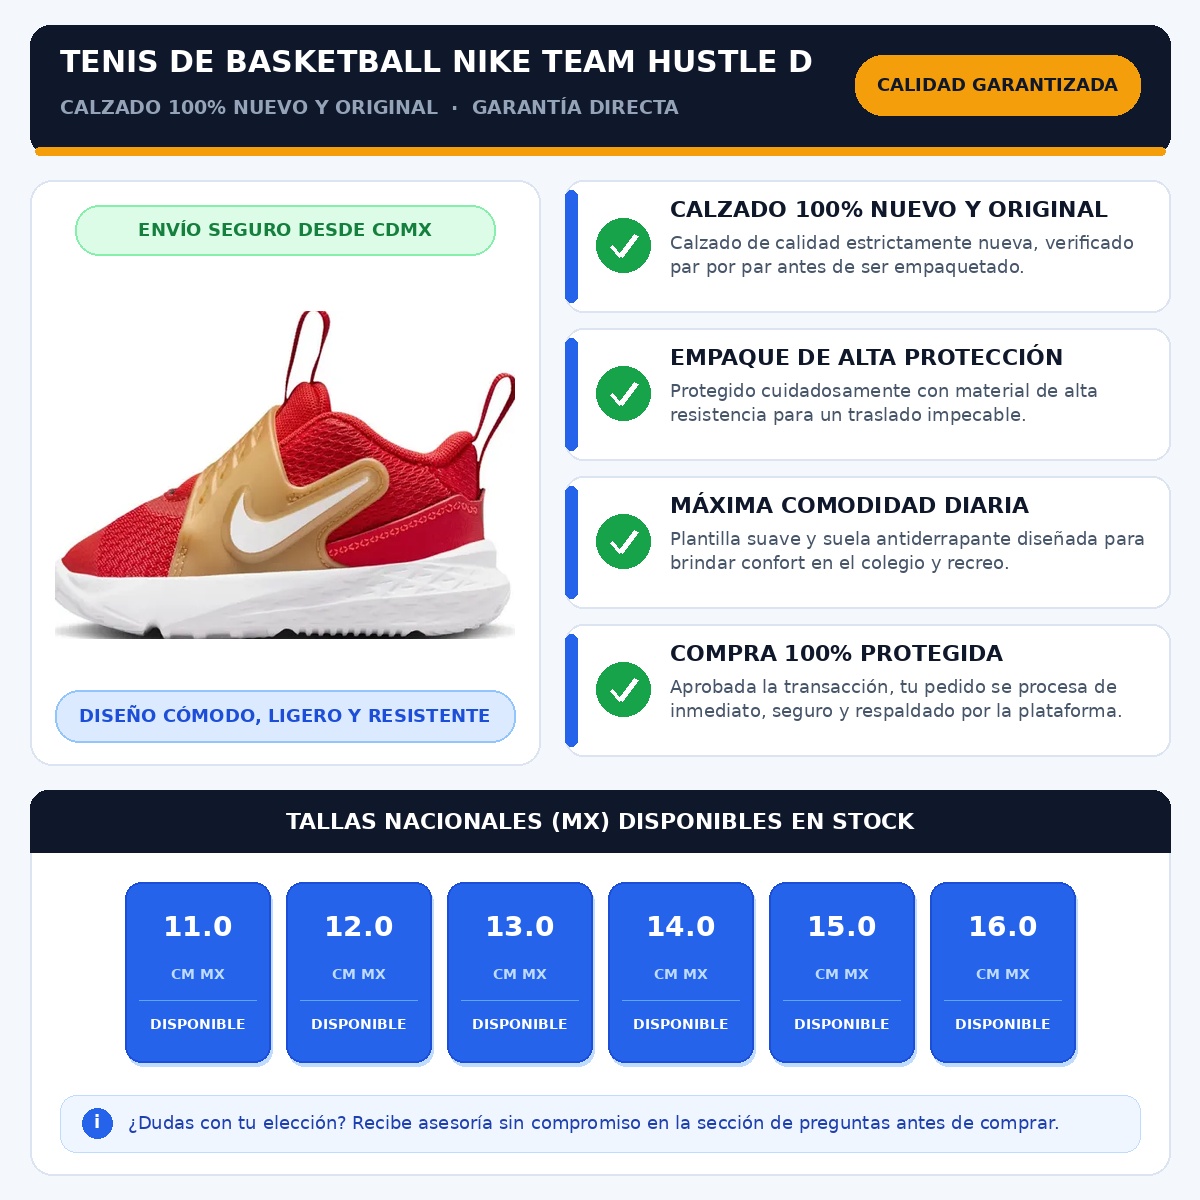 TENIS DE BASKETBALL NIKE TEAM HUSTLE D
CALZADO 100% NUEVO Y ORIGINAL · GARANTÍA DIRECTA
CALIDAD GARANTIZADA
ENVÍO SEGURO DESDE CDMX
DISEÑO CÓMODO, LIGERO Y RESISTENTE
CALZADO 100% NUEVO Y ORIGINAL
Calzado de calidad estrictamente nueva, verificado
par por par antes de ser empaquetado.
EMPAQUE DE ALTA PROTECCIÓN
Protegido cuidadosamente con material de alta
resistencia para un traslado impecable.
MÁXIMA COMODIDAD DIARIA
Plantilla suave y suela antiderrapante diseñada para
brindar confort en el colegio y recreo.
COMPRA 100% PROTEGIDA
Aprobada la transacción, tu pedido se procesa de
inmediato, seguro y respaldado por la plataforma.
TALLAS NACIONALES (MX) DISPONIBLES EN STOCK
11.0
CM MX
DISPONIBLE
12.0
CM MX
DISPONIBLE
13.0
CM MX
DISPONIBLE
14.0
CM MX
DISPONIBLE
15.0
CM MX
DISPONIBLE
16.0
CM MX
DISPONIBLE
i ¿Dudas con tu elección? Recibe asesoría sin compromiso en la sección de preguntas antes de comprar.